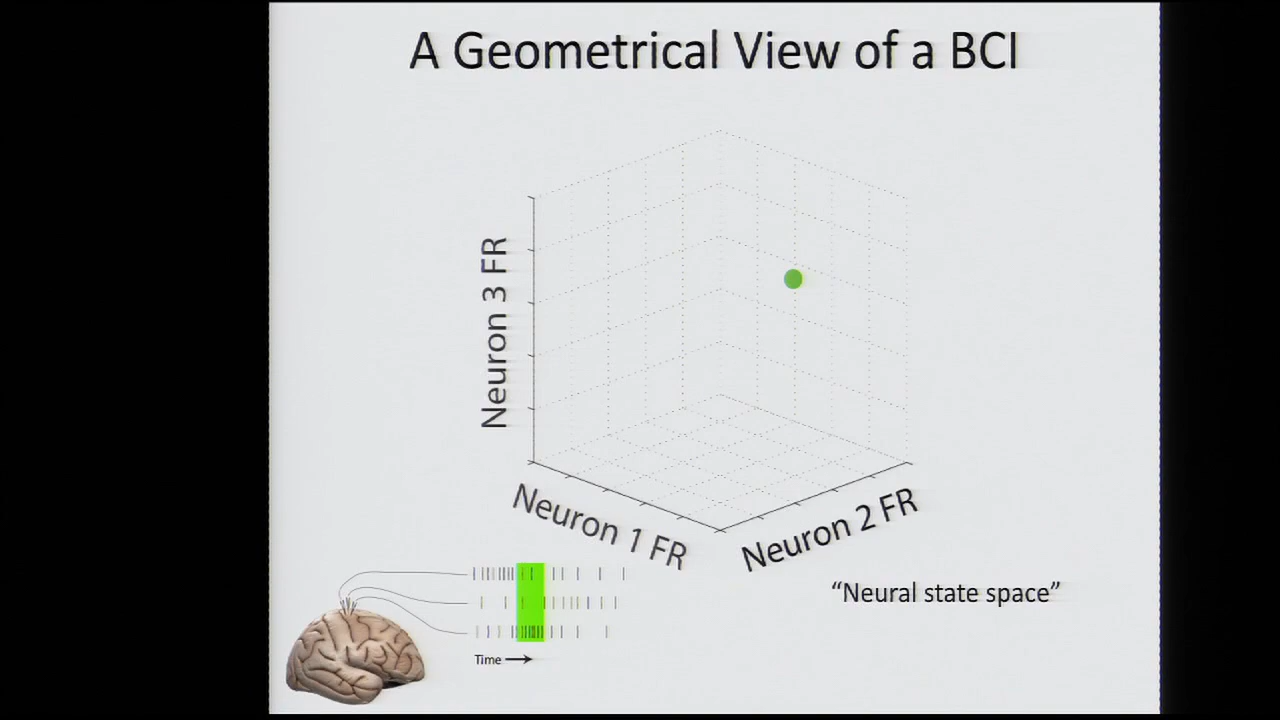 A Geometrical View of a BCI
Neuron 3 FR
Neuron 1 FR
Neuron 2 FR
"Neural state space"
Time